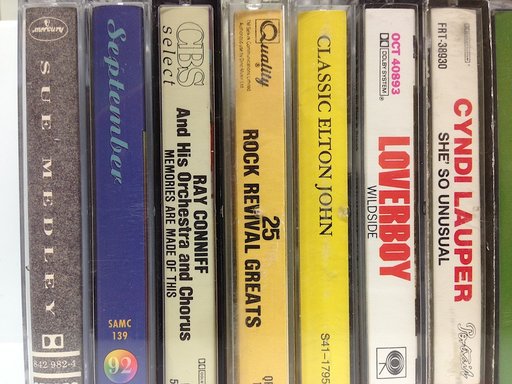 mercury
SUE MEDLEY
842 982-4
September
SAMC
139
92
CBS
select
RAY CONNIFF
And His Orchestra and Chorus
MEMORIES ARE MADE OF THIS
Quality
25
ROCK REVIVAL GREATS
CLASSIC ELTON JOHN
S41-1795
OCT 40893
DOLBY SYSTEM
LOVERBOY
WILDSIDE
FRT-38930
CYNDI LAUPER
SHE' SO UNUSUAL
Portrait